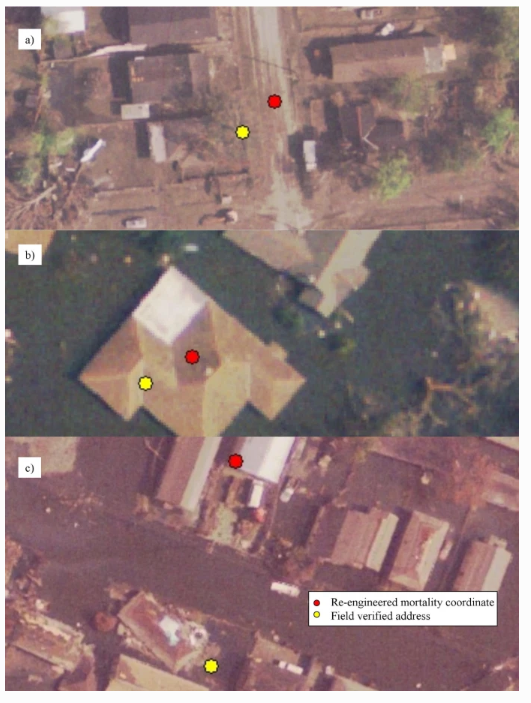 a)
b)
c)
Re-engineered mortality coordinate
Field verified address